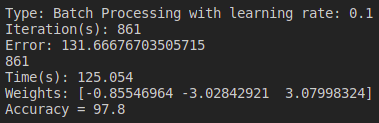 Type: Batch Processing with learning rate: 0.1
Iteration(s): 861
Error: 131.66676703505715
861
Time(s): 125.054
Weights: [-0.85546964 -3.02842921  3.07998324]
Accuracy = 97.8